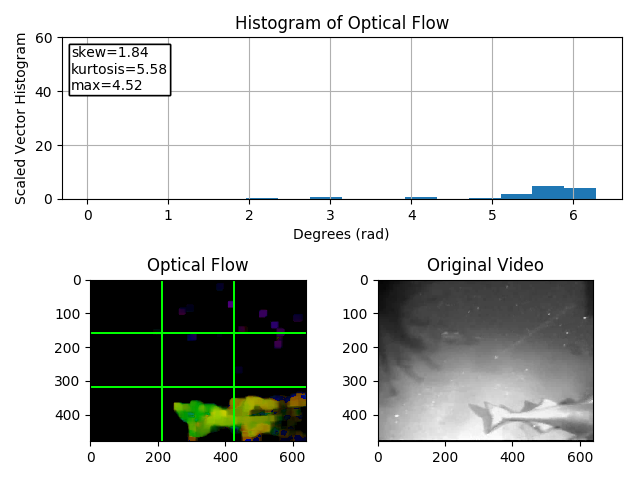 Histogram of Optical Flow
Scaled Vector Histogram
60
40
20
0
skew=1.84
kurtosis=5.58
max=4.52
0 1 2 3 4 5 6
Degrees (rad)
Optical Flow
0
100
200
300
400
0 200 400 600
Original Video
0
100
200
300
400
0 200 400 600